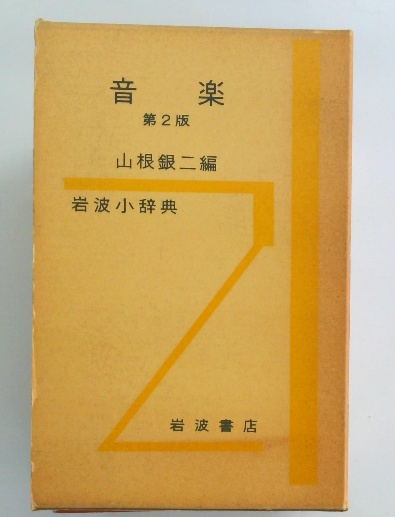 音楽
第2版
山根銀二編
岩波小辞典
岩波書店